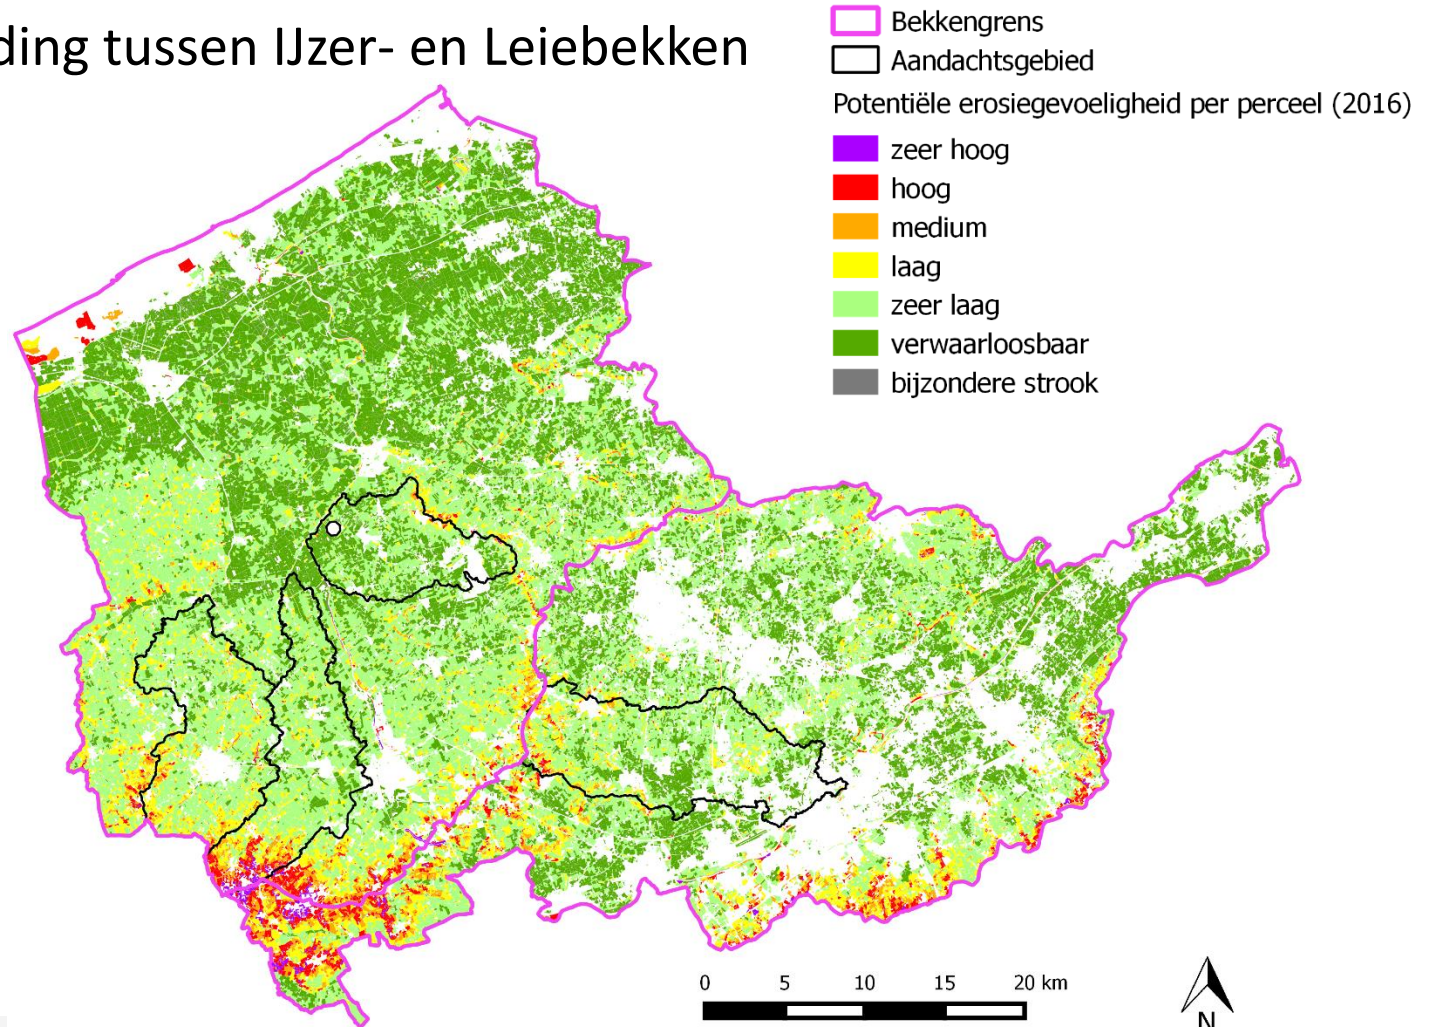 ding tussen IJzer- en Leiebekken
Bekkengrens
Aandachtsgebied
Potentiële erosiegevoeligheid per perceel (2016)
zeer hoog
hoog
medium
laag
zeer laag
verwaarloosbaar
bijzondere strook
0 5 10 15 20 km
N